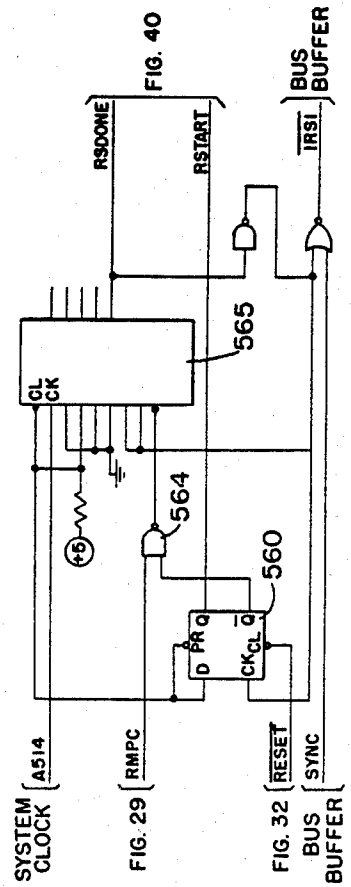 SYSTEM CLOCK
A514
FIG. 29
RMPC
FIG. 32
RESET
BUS BUFFER
SYNC
+5
CL
CK
565
564
D
PR
Q
CK
CL
Q
560
RSDONE
RSTART
FIG. 40
IRSI
BUS BUFFER